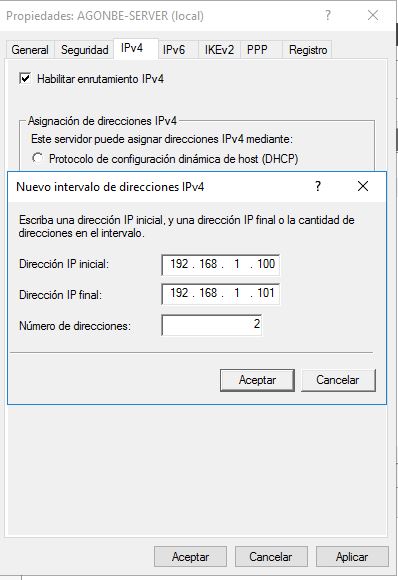 Propiedades: AGONBE-SERVER (local) ? ×
General Seguridad IPv4 IPv6 IKEv2 PPP Registro
Habilitar enrutamiento IPv4
Asignación de direcciones IPv4
Este servidor puede asignar direcciones IPv4 mediante:
Protocolo de configuración dinámica de host (DHCP)
Nuevo intervalo de direcciones IPv4 ? ×
Escriba una dirección IP inicial, y una dirección IP final o la cantidad de
direcciones en el intervalo.
Dirección IP inicial: 192 . 168 . 1 . 100
Dirección IP final: 192 . 168 . 1 . 101
Número de direcciones: 2
Aceptar Cancelar
Aceptar Cancelar Aplicar